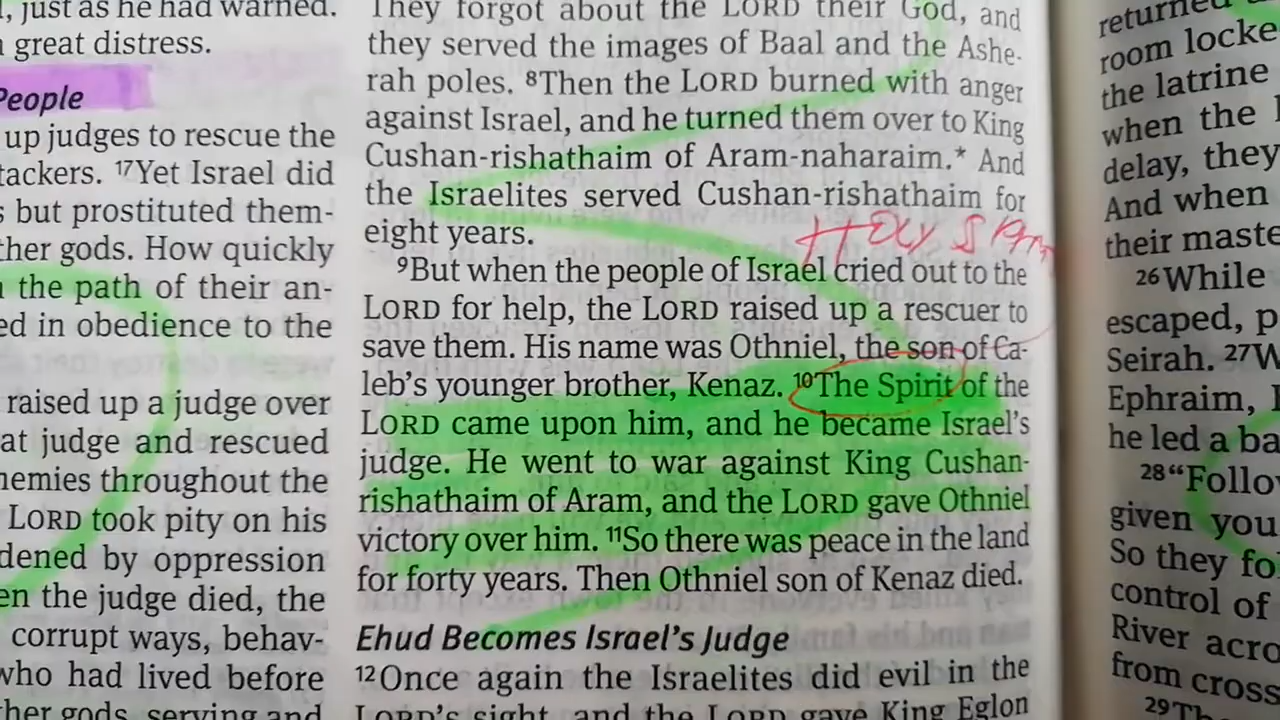 , just as he had warned.
great distress.
People
up judges to rescue the
tackers. 17Yet Israel did
but prostituted them-
ther gods. How quickly
the path of their an-
ed in obedience to the
raised up a judge over
at judge and rescued
nemies throughout the
LORD took pity on his
dened by oppression
en the judge died, the
corrupt ways, behav-
who had lived before
her gods, serving and
They forgot about the LORD their God, and
they served the images of Baal and the Ashe-
rah poles. 8Then the LORD burned with anger
against Israel, and he turned them over to King
Cushan-rishathaim of Aram-naharaim.* And
the Israelites served Cushan-rishathaim for
eight years.
HOLY
9But when the people of Israel cried out to the
LORD for help, the LORD raised up a rescuer to
save them. His name was Othniel, the son of Ca-
leb's younger brother, Kenaz. 10The Spirit of the
LORD came upon him, and he became Israel's
judge. He went to war against King Cushan-
rishathaim of Aram, and the LORD gave Othniel
victory over him. 11So there was peace in the land
for forty years. Then Othniel son of Kenaz died.
Ehud Becomes Israel's Judge
12Once again the Israelites did evil in the
LORD's sight, and the LORD gave King Eglon
returned
room locke
the latrine
when the
delay, they
And when
their maste
26While
escaped, p
Seirah. 27W
Ephraim,
he led a ba
28"Follo
given you
So they fo
control of
River acro
from cross
29Th